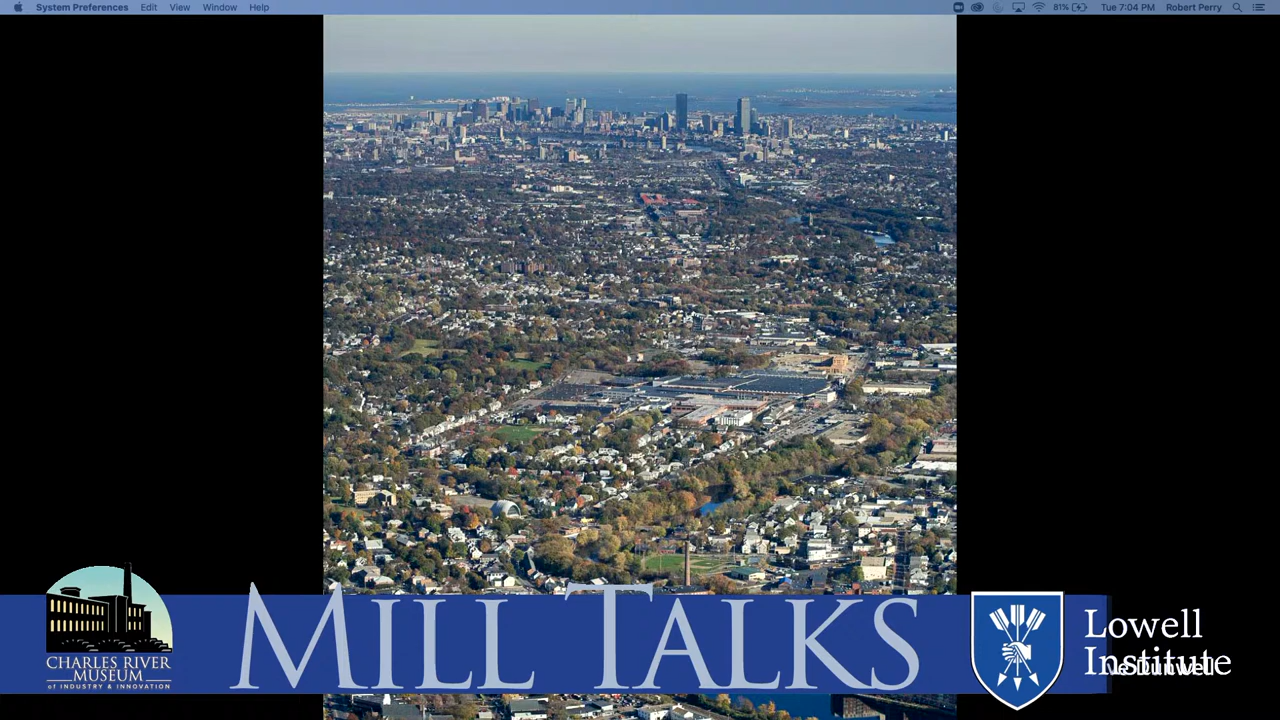 System Preferences Edit View Window Help
81% Tue 7:04 PM Robert Perry
CHARLES RIVER
MUSEUM
of INDUSTRY & INNOVATION
MILL TALKS
Lowell
Institute
Dunwell